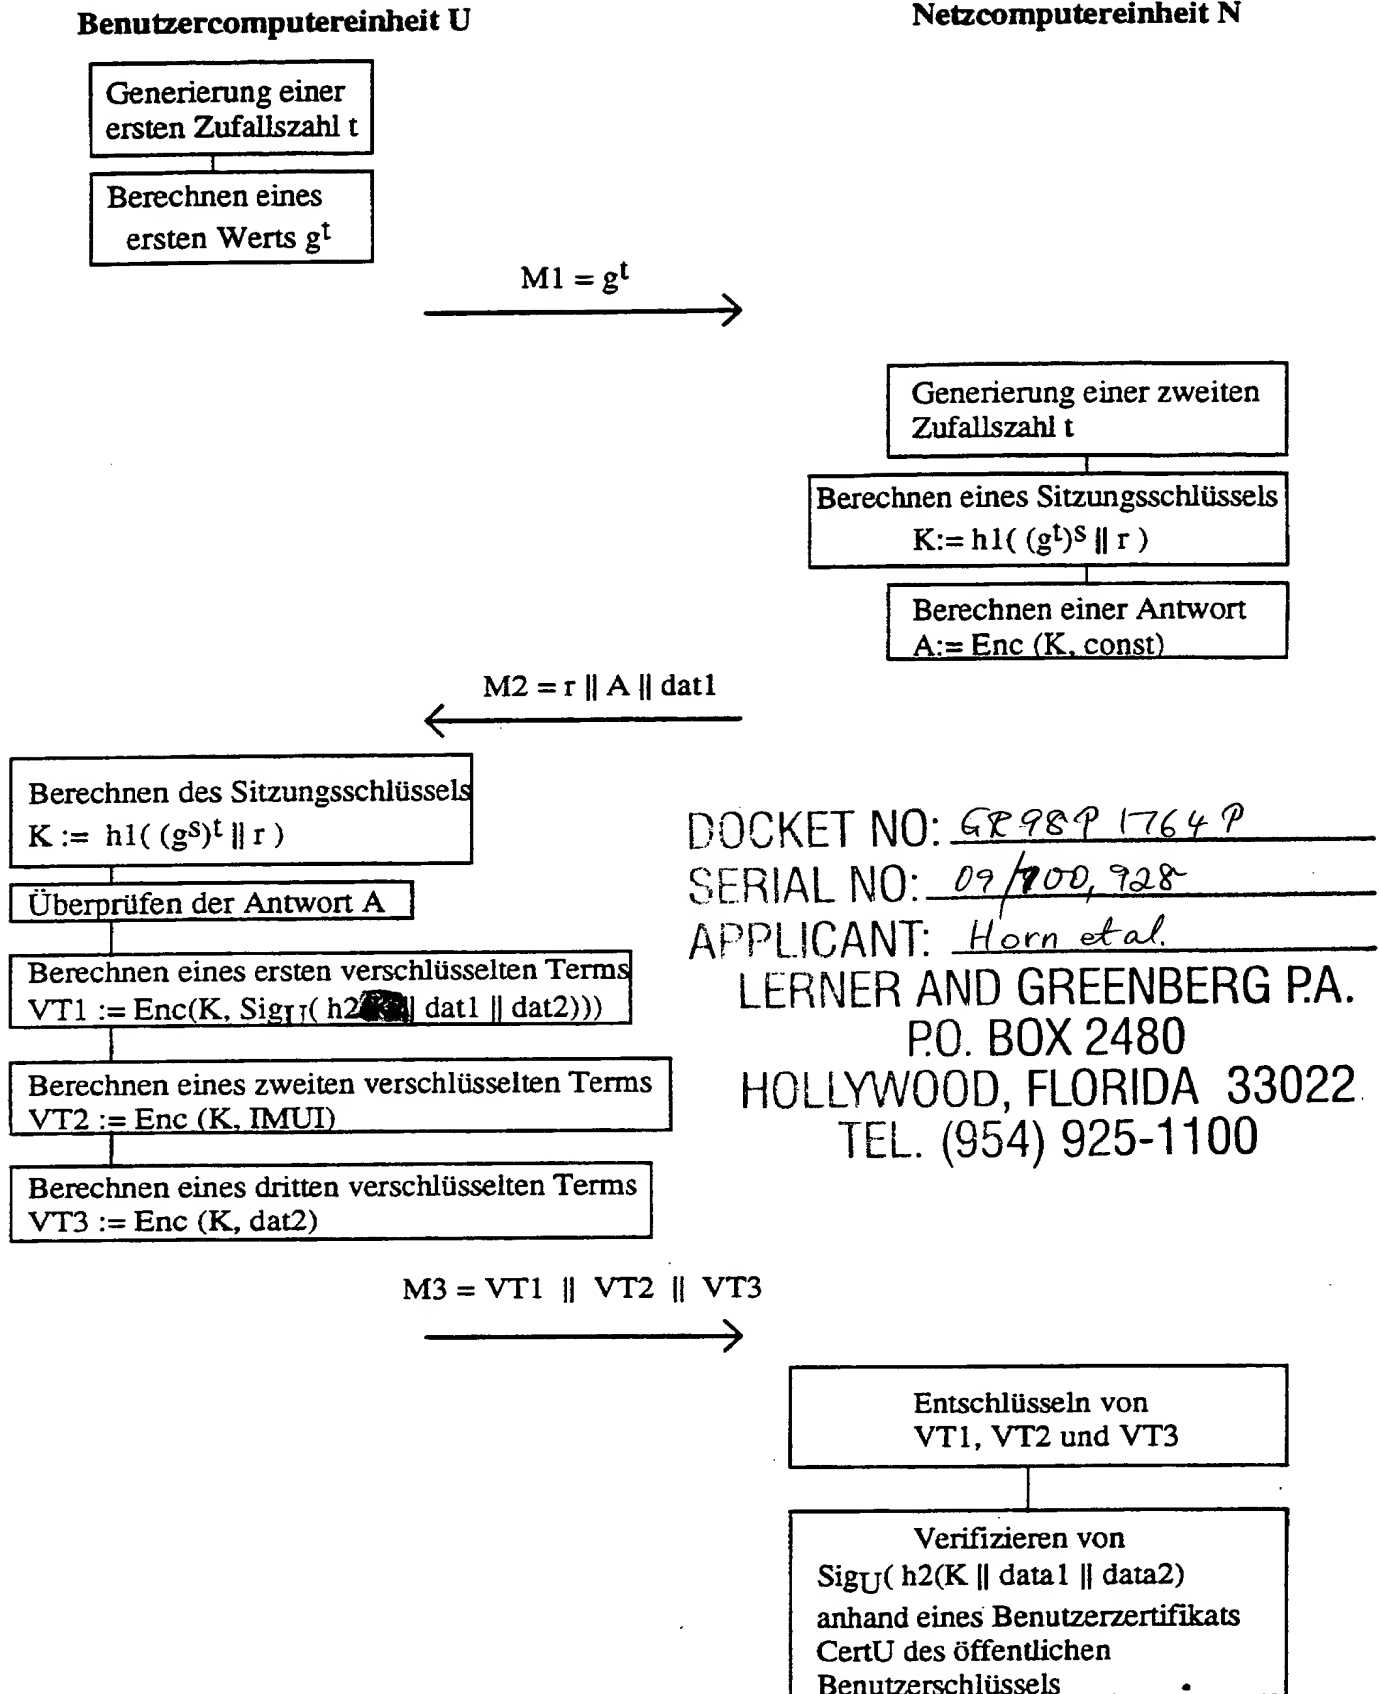 Benutzercomputereinheit U
Netzcomputereinheit N
Generierung einer
ersten Zufallszahl t
Berechnen eines
ersten Werts g^t
M1 = g^t
Generierung einer zweiten
Zufallszahl t
Berechnen eines Sitzungsschlüssels
K:= h1( (g^t)^s || r )
Berechnen einer Antwort
A:= Enc (K, const)
M2 = r || A || dat1
Berechnen des Sitzungsschlüssels
K := h1( (g^s)^t || r )
Überprüfen der Antwort A
Berechnen eines ersten verschlüsselten Terms
VT1 := Enc(K, Sig_U( h2 || dat1 || dat2)))
Berechnen eines zweiten verschlüsselten Terms
VT2 := Enc (K, IMUI)
Berechnen eines dritten verschlüsselten Terms
VT3 := Enc (K, dat2)
DOCKET NO: GR 98 P 1764 P
SERIAL NO: 09/700,928
APPLICANT: Horn et al.
LERNER AND GREENBERG P.A.
P.O. BOX 2480
HOLLYWOOD, FLORIDA 33022
TEL. (954) 925-1100
M3 = VT1 || VT2 || VT3
Entschlüsseln von
VT1, VT2 und VT3
Verifizieren von
Sig_U( h2(K || data1 || data2)
anhand eines Benutzerzertifikats
CertU des öffentlichen
Benutzerschlüssels